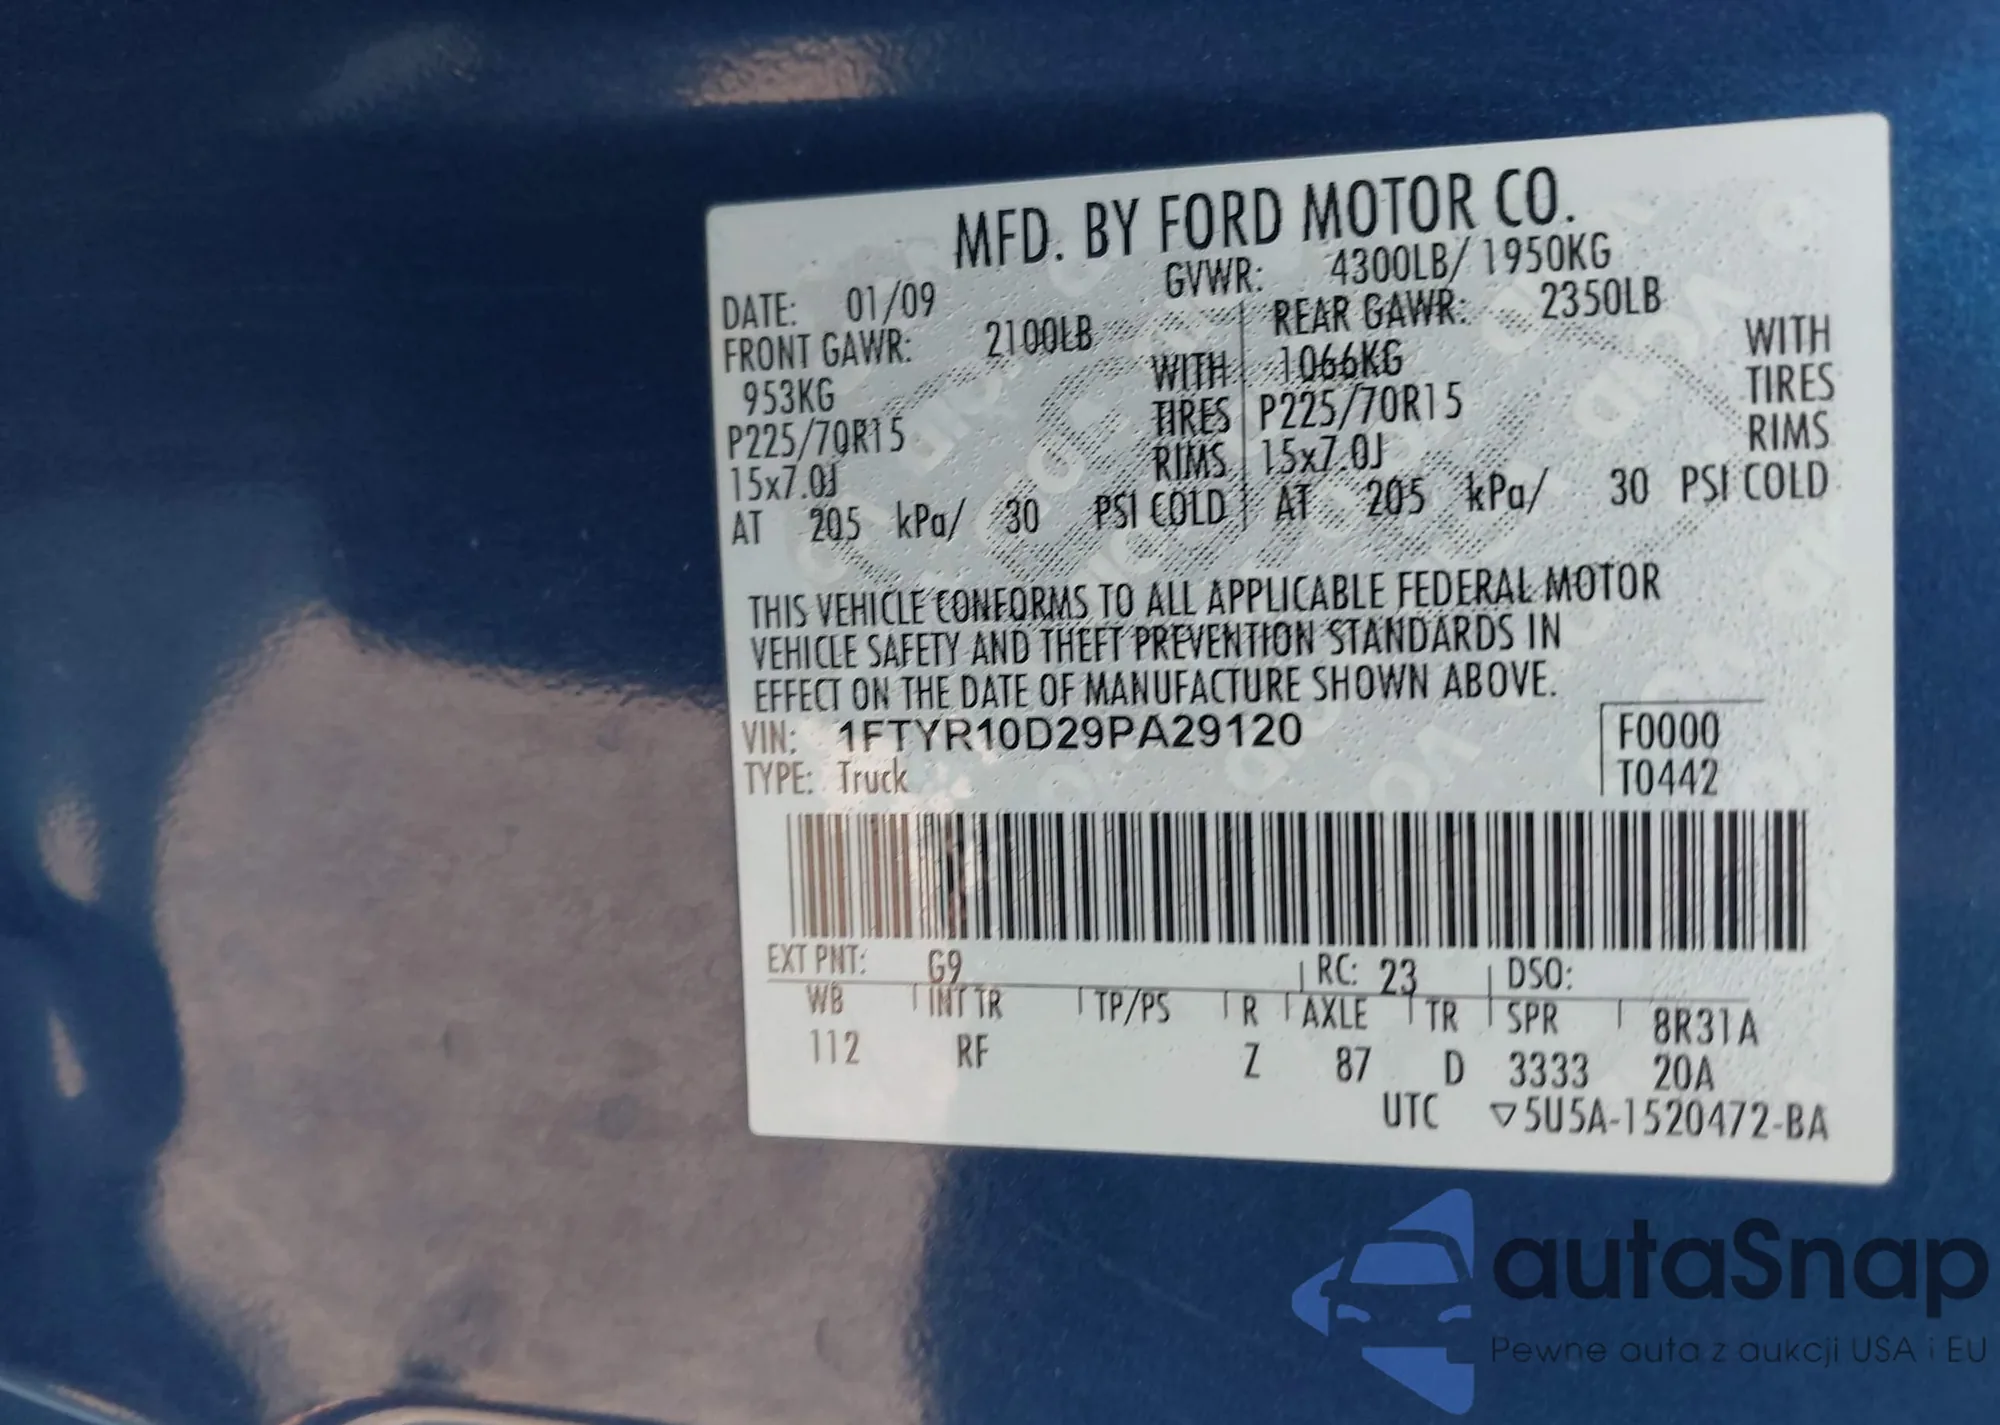 MFD. BY FORD MOTOR CO.
DATE: 01/09 GVWR: 4300LB/ 1950KG
FRONT GAWR: 2100LB REAR GAWR: 2350LB
953KG WITH 1066KG WITH
P225/70R15 TIRES P225/70R15 TIRES
15x7.0J RIMS 15x7.0J RIMS
AT 205 kPa/ 30 PSI COLD AT 205 kPa/ 30 PSI COLD
THIS VEHICLE CONFORMS TO ALL APPLICABLE FEDERAL MOTOR
VEHICLE SAFETY AND THEFT PREVENTION STANDARDS IN
EFFECT ON THE DATE OF MANUFACTURE SHOWN ABOVE.
VIN: 1FTYR10D29PA29120 F0000
TYPE: Truck T0442
EXT PNT: G9 RC: 23 DSO:
WB INT TR TP/PS R AXLE TR SPR 8R31A
112 RF Z 87 D 3333 20A
UTC ▽5U5A-1520472-BA
autaSnap
Pewne auta z aukcji USA i EU